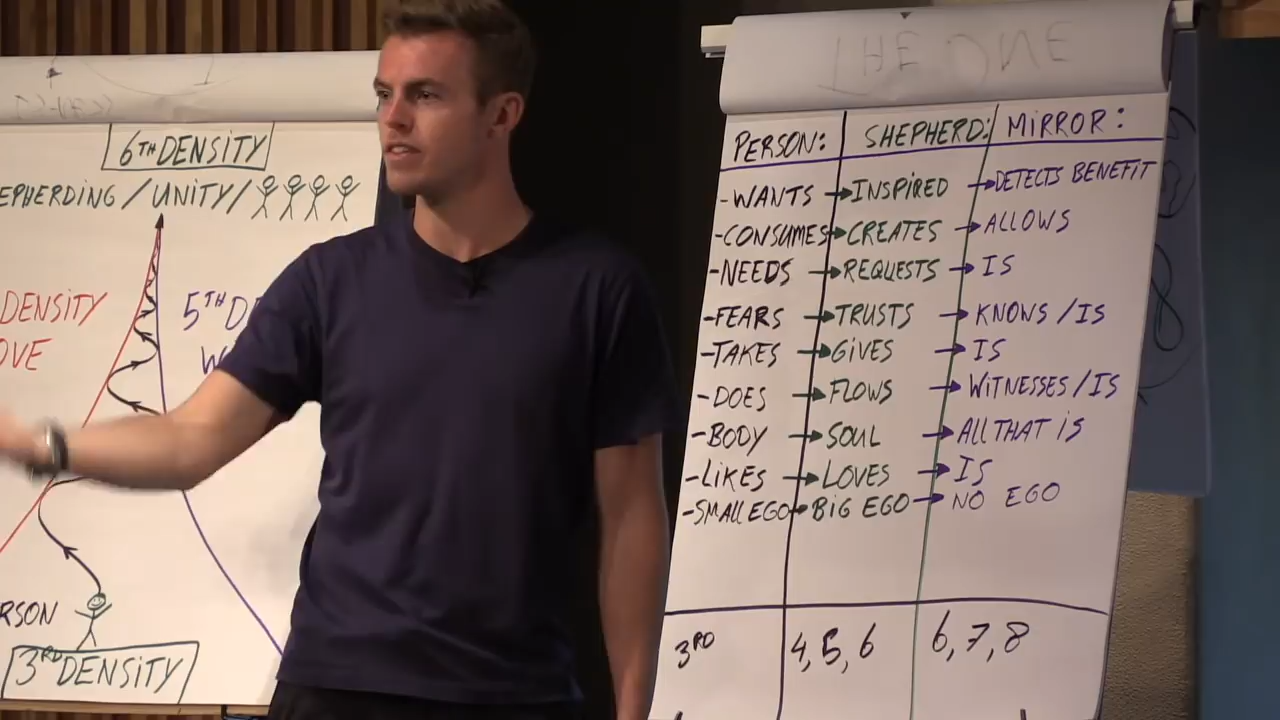 6TH DENSITY
EPHERDING / UNITY /
DENSITY
OVE
5TH D
W
RSON
3RD DENSITY
THE ONE
PERSON: SHEPHERD: MIRROR:
-WANTS → INSPIRED → DETECTS BENEFIT
-CONSUMES → CREATES → ALLOWS
-NEEDS → REQUESTS → IS
-FEARS → TRUSTS → KNOWS / IS
-TAKES → GIVES → IS
-DOES → FLOWS → WITNESSES / IS
-BODY → SOUL → ALL THAT IS
-LIKES → LOVES → IS
-SMALL EGO → BIG EGO → NO EGO
3RD 4, 5, 6 6, 7, 8